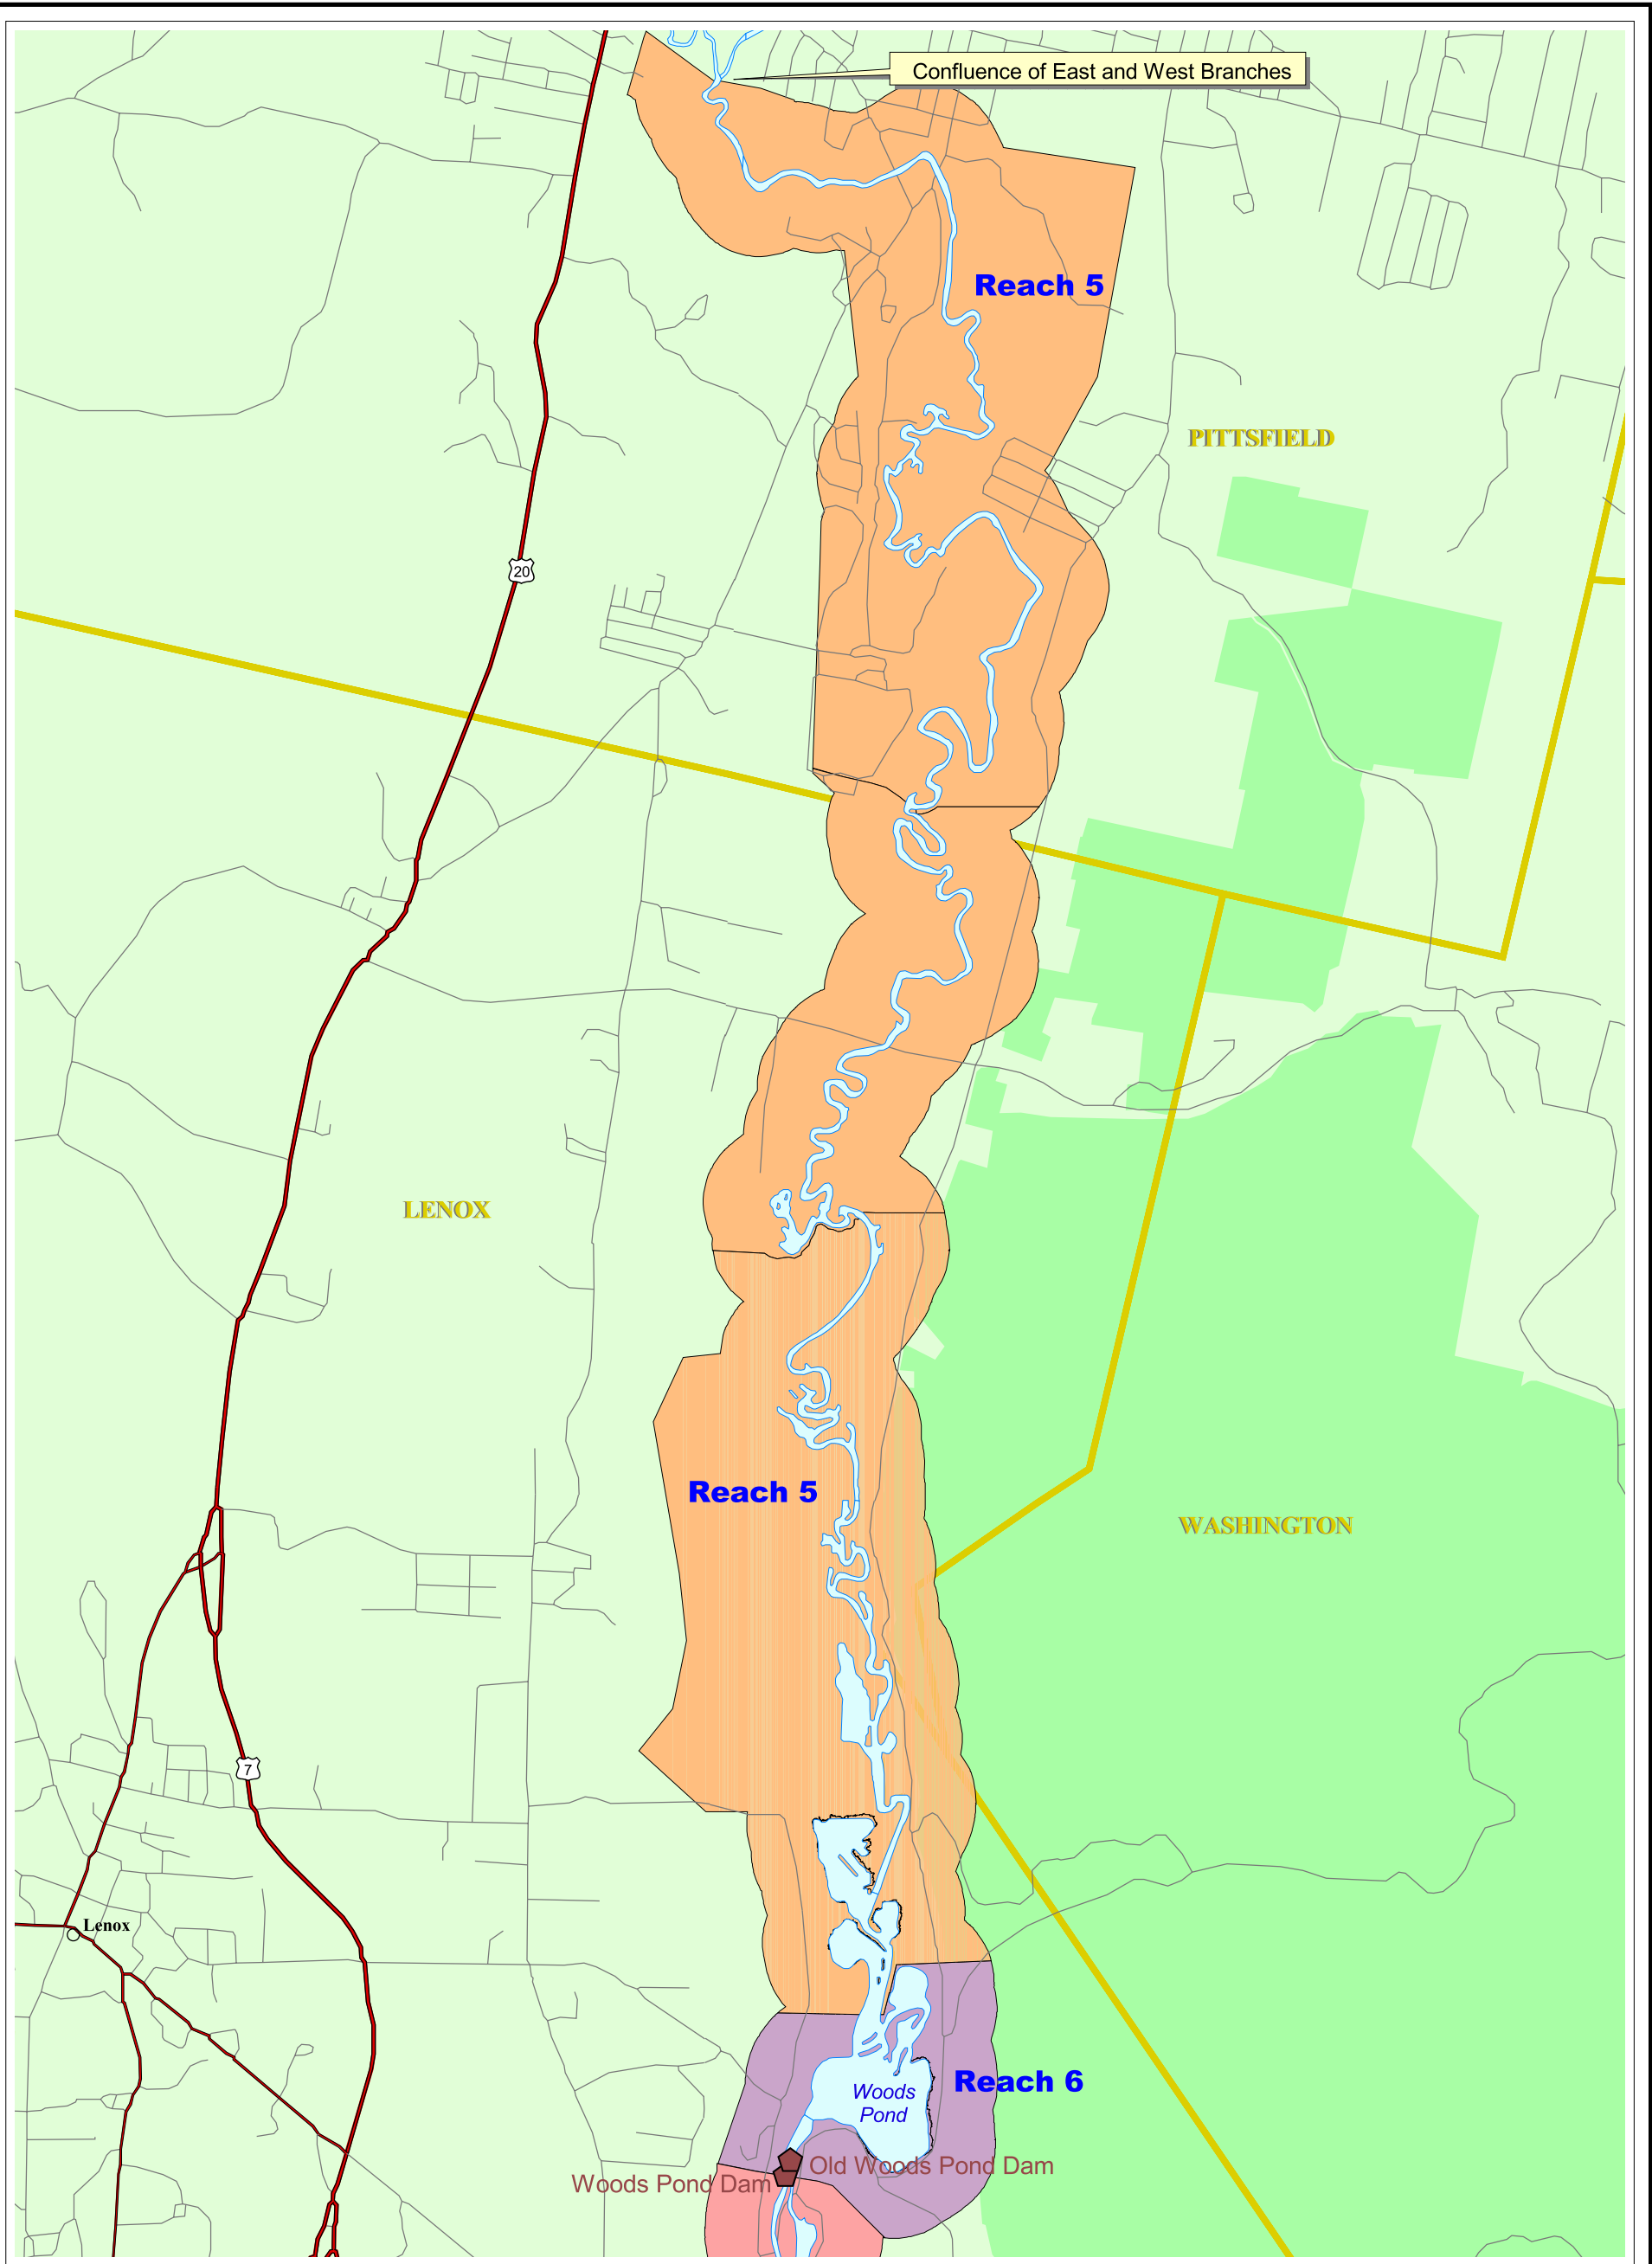 Confluence of East and West Branches
Reach 5
PITTSFIELD
20
LENOX
Reach 5
WASHINGTON
7
Lenox
Reach 6
Woods
Pond
Old Woods Pond Dam
Woods Pond Dam